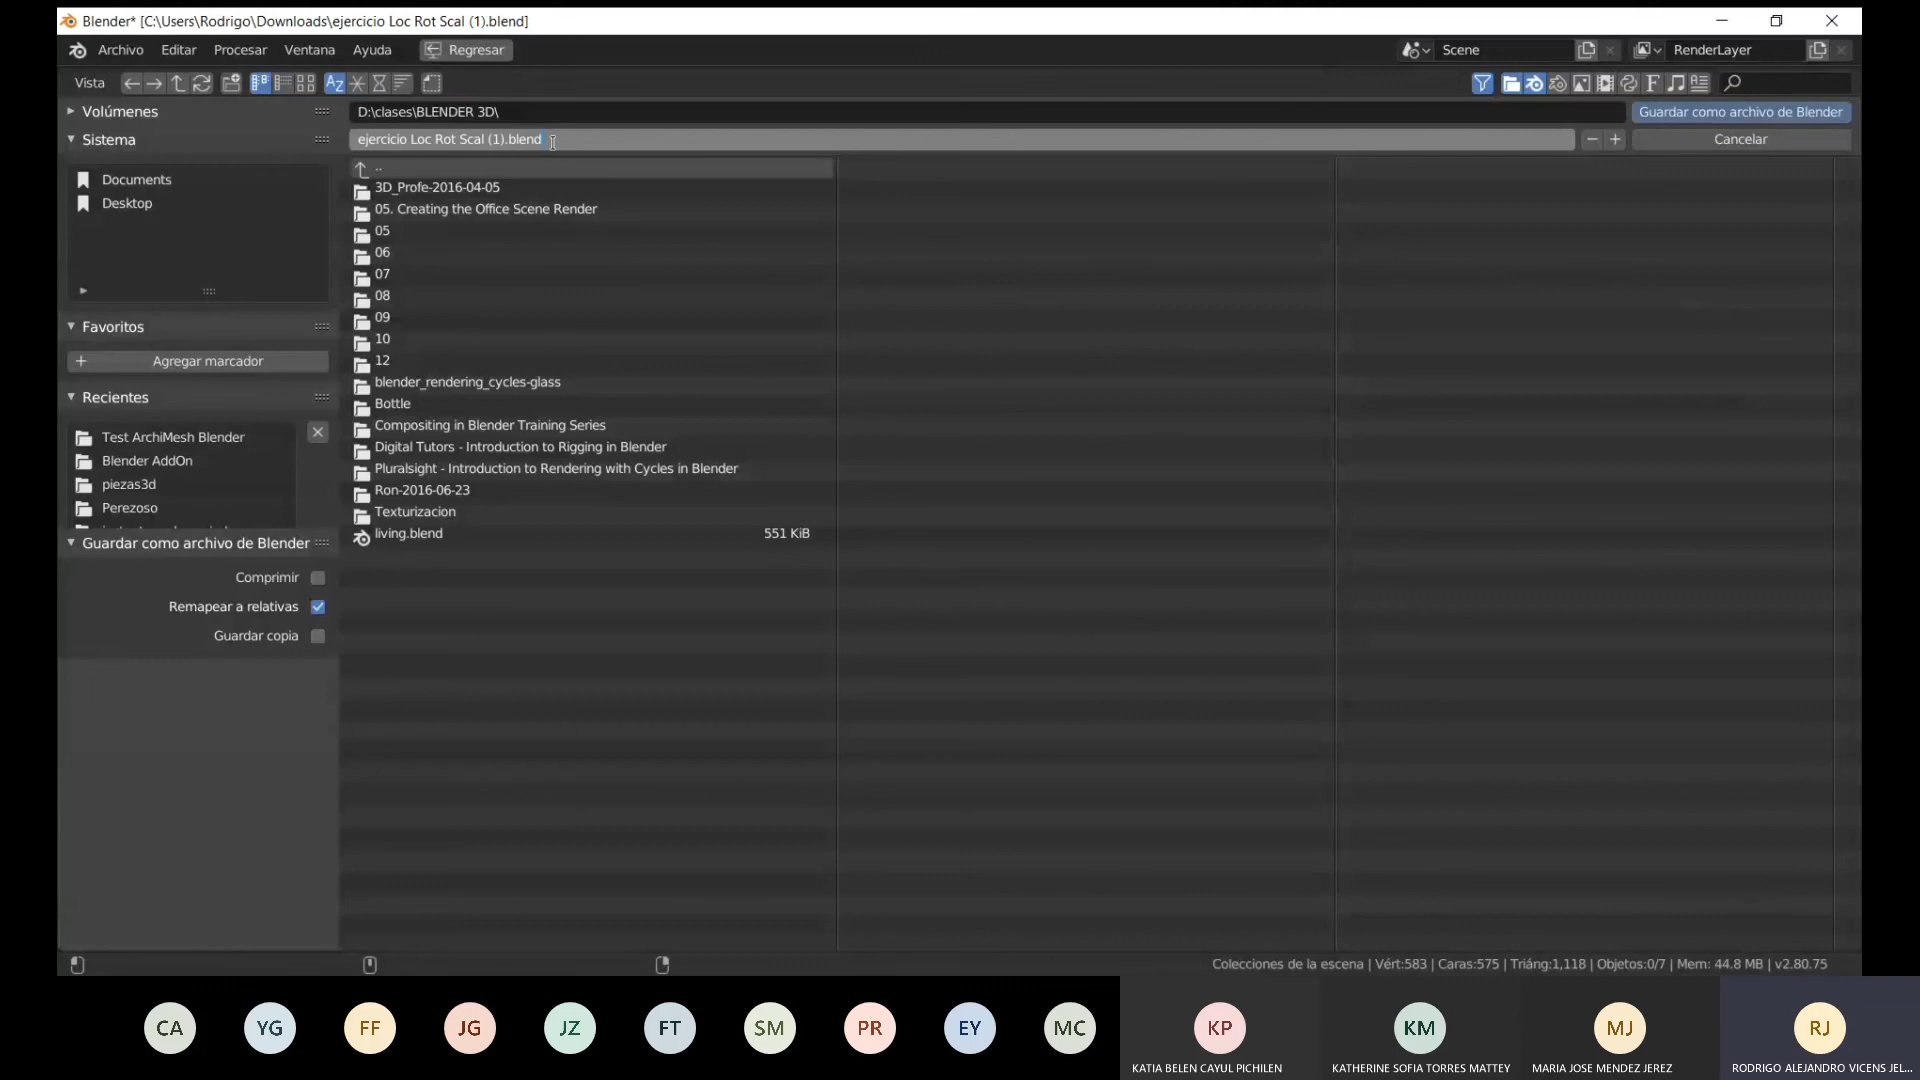 Blender* [C:\Users\Rodrigo\Downloads\ejercicio Loc Rot Scal (1).blend]
Archivo Editar Procesar Ventana Ayuda Regresar Scene RenderLayer
Vista
Volúmenes
D:\clases\BLENDER 3D\
Guardar como archivo de Blender
Sistema
ejercicio Loc Rot Scal (1).blend
Cancelar
Documents
Desktop
Favoritos
Agregar marcador
Recientes
Test ArchiMesh Blender
Blender AddOn
piezas3d
Perezoso
Guardar como archivo de Blender
Comprimir
Remapear a relativas
Guardar copia
..
3D_Profe-2016-04-05
05. Creating the Office Scene Render
05
06
07
08
09
10
12
blender_rendering_cycles-glass
Bottle
Compositing in Blender Training Series
Digital Tutors - Introduction to Rigging in Blender
Pluralsight - Introduction to Rendering with Cycles in Blender
Ron-2016-06-23
Texturizacion
living.blend 551 KiB
Colecciones de la escena | Vért:583 | Caras:575 | Triáng:1,118 | Objetos:0/7 | Mem: 44.8 MB | v2.80.75
CA YG FF JG JZ FT SM PR EY MC KP KM MJ RJ
KATIA BELEN CAYUL PICHILEN KATHERINE SOFIA TORRES MATTEY MARIA JOSE MENDEZ JEREZ RODRIGO ALEJANDRO VICENS JEL...